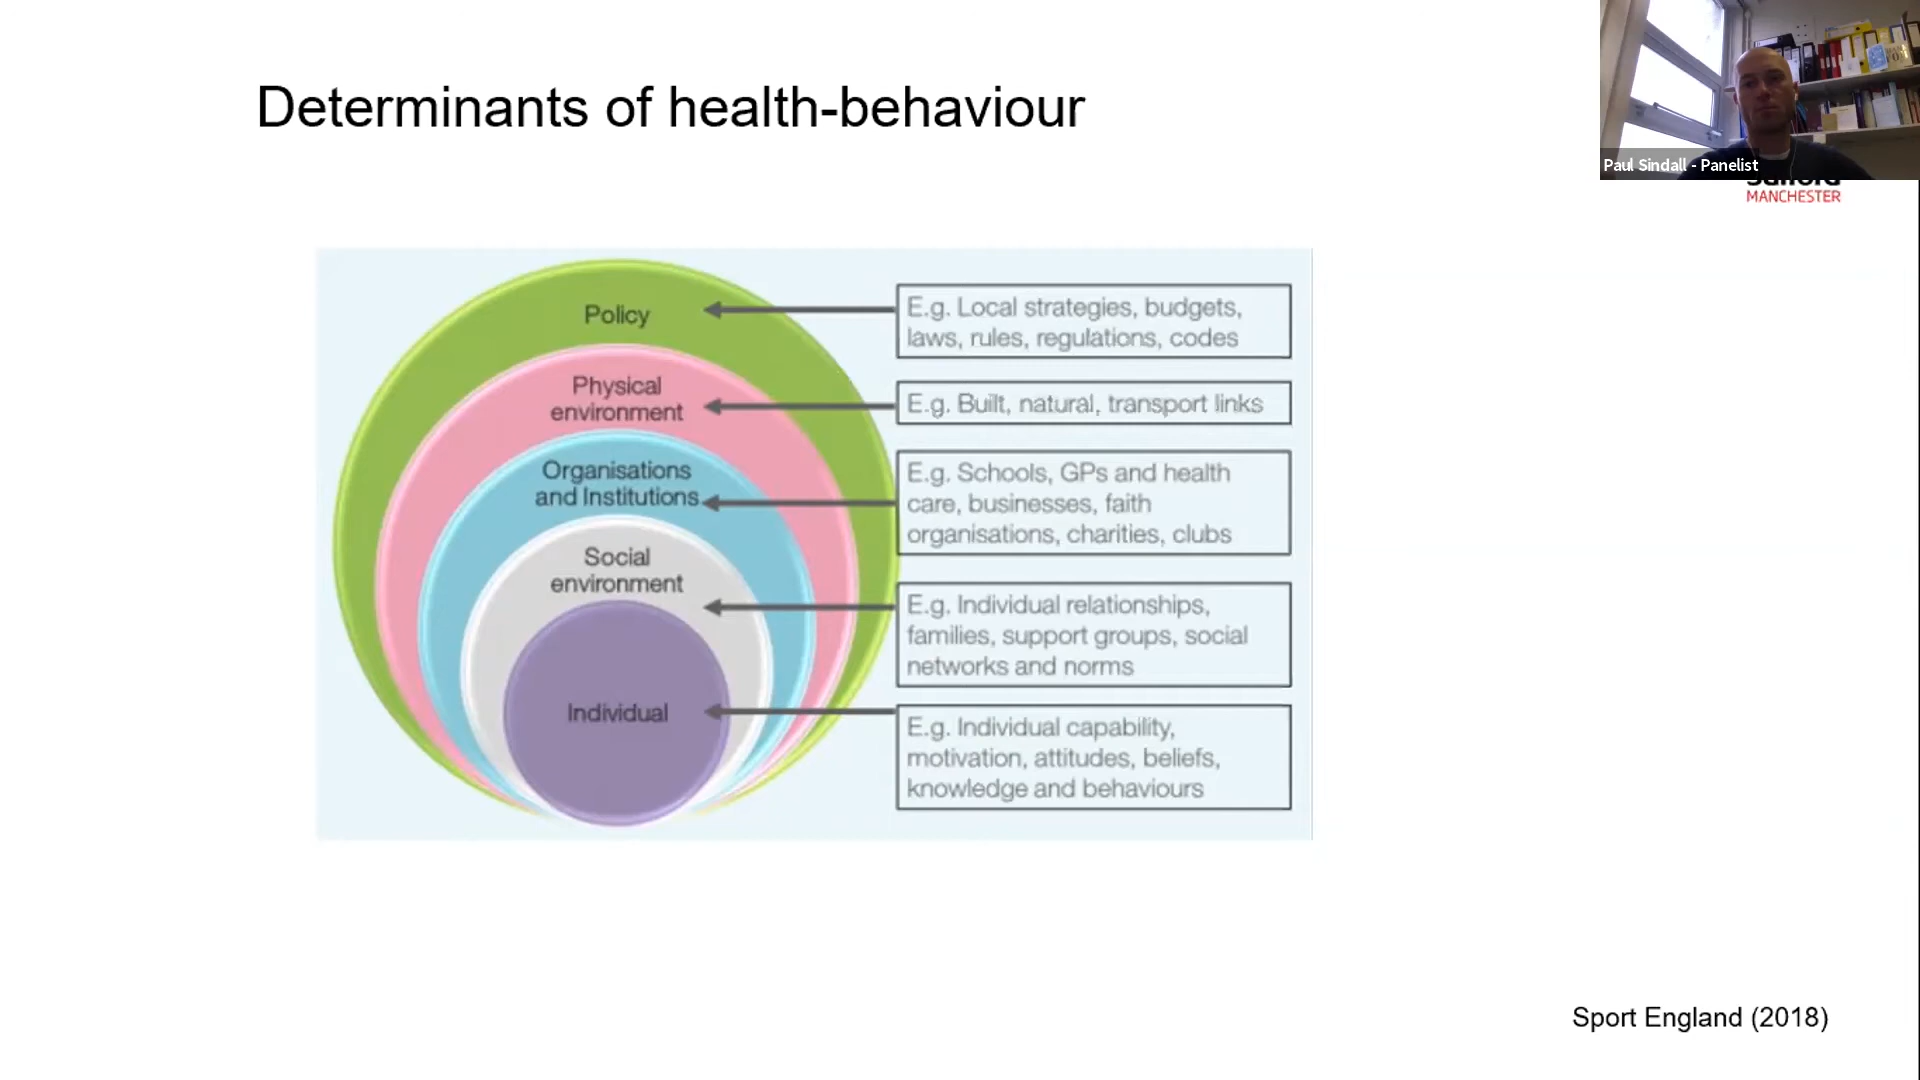 Determinants of health-behaviour
Paul Sindall - Panelist
MANCHESTER
Policy
E.g. Local strategies, budgets,
laws, rules, regulations, codes
Physical
environment
E.g. Built, natural, transport links
Organisations
and Institutions
E.g. Schools, GPs and health
care, businesses, faith
organisations, charities, clubs
Social
environment
E.g. Individual relationships,
families, support groups, social
networks and norms
Individual
E.g. Individual capability,
motivation, attitudes, beliefs,
knowledge and behaviours
Sport England (2018)